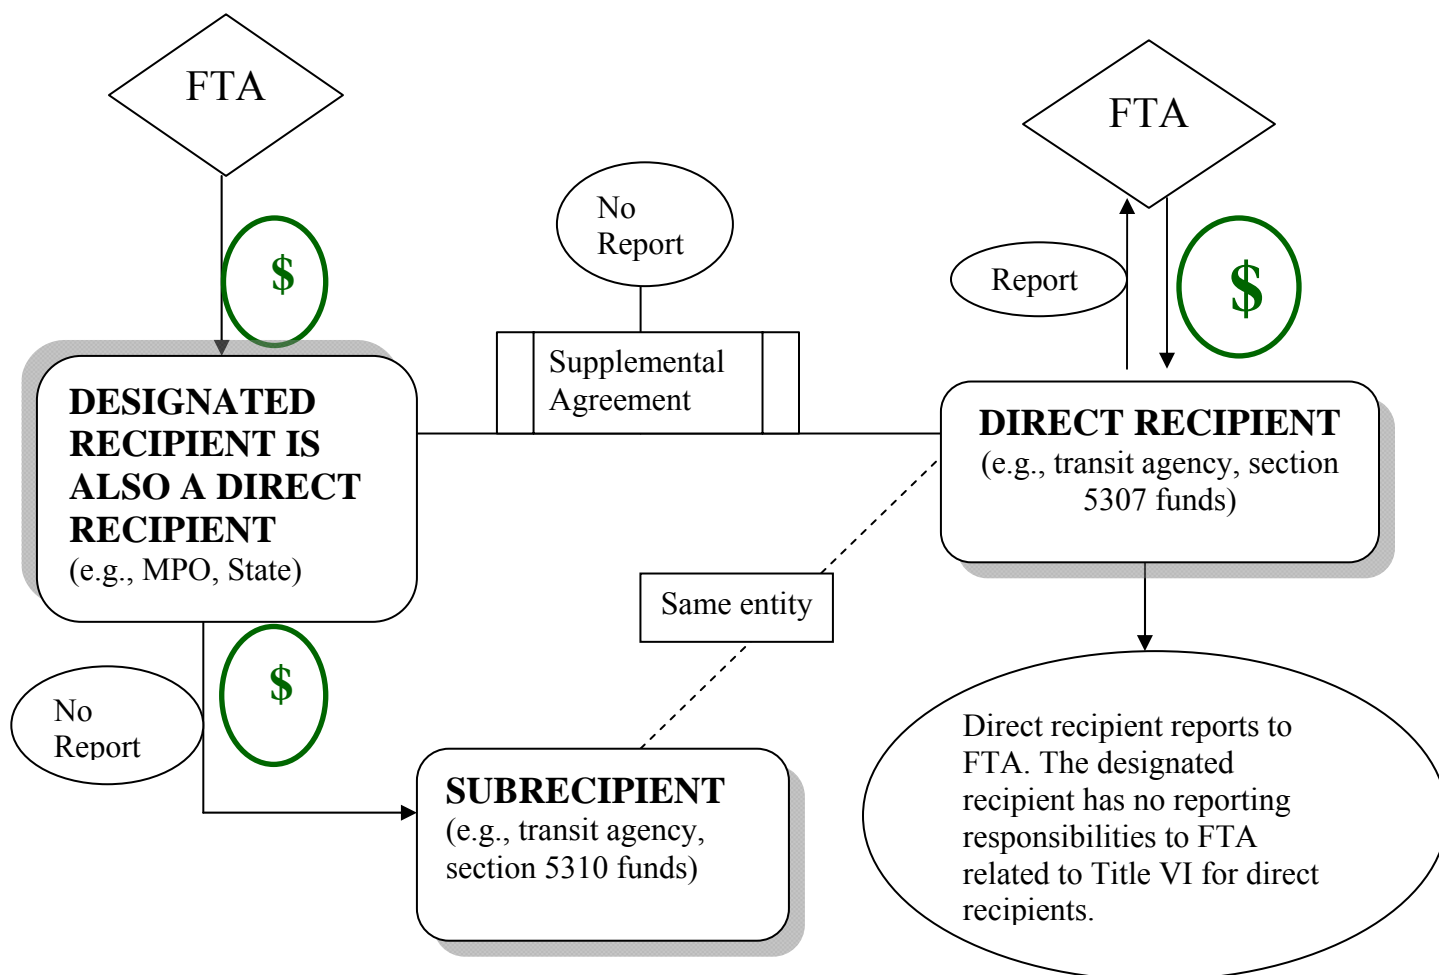 FTA
FTA
No
Report
$
Report
$
Supplemental
Agreement
DESIGNATED
RECIPIENT IS
ALSO A DIRECT
RECIPIENT
(e.g., MPO, State)
DIRECT RECIPIENT
(e.g., transit agency, section
5307 funds)
Same entity
$
No
Report
SUBRECIPIENT
(e.g., transit agency,
section 5310 funds)
Direct recipient reports to
FTA. The designated
recipient has no reporting
responsibilities to FTA
related to Title VI for direct
recipients.